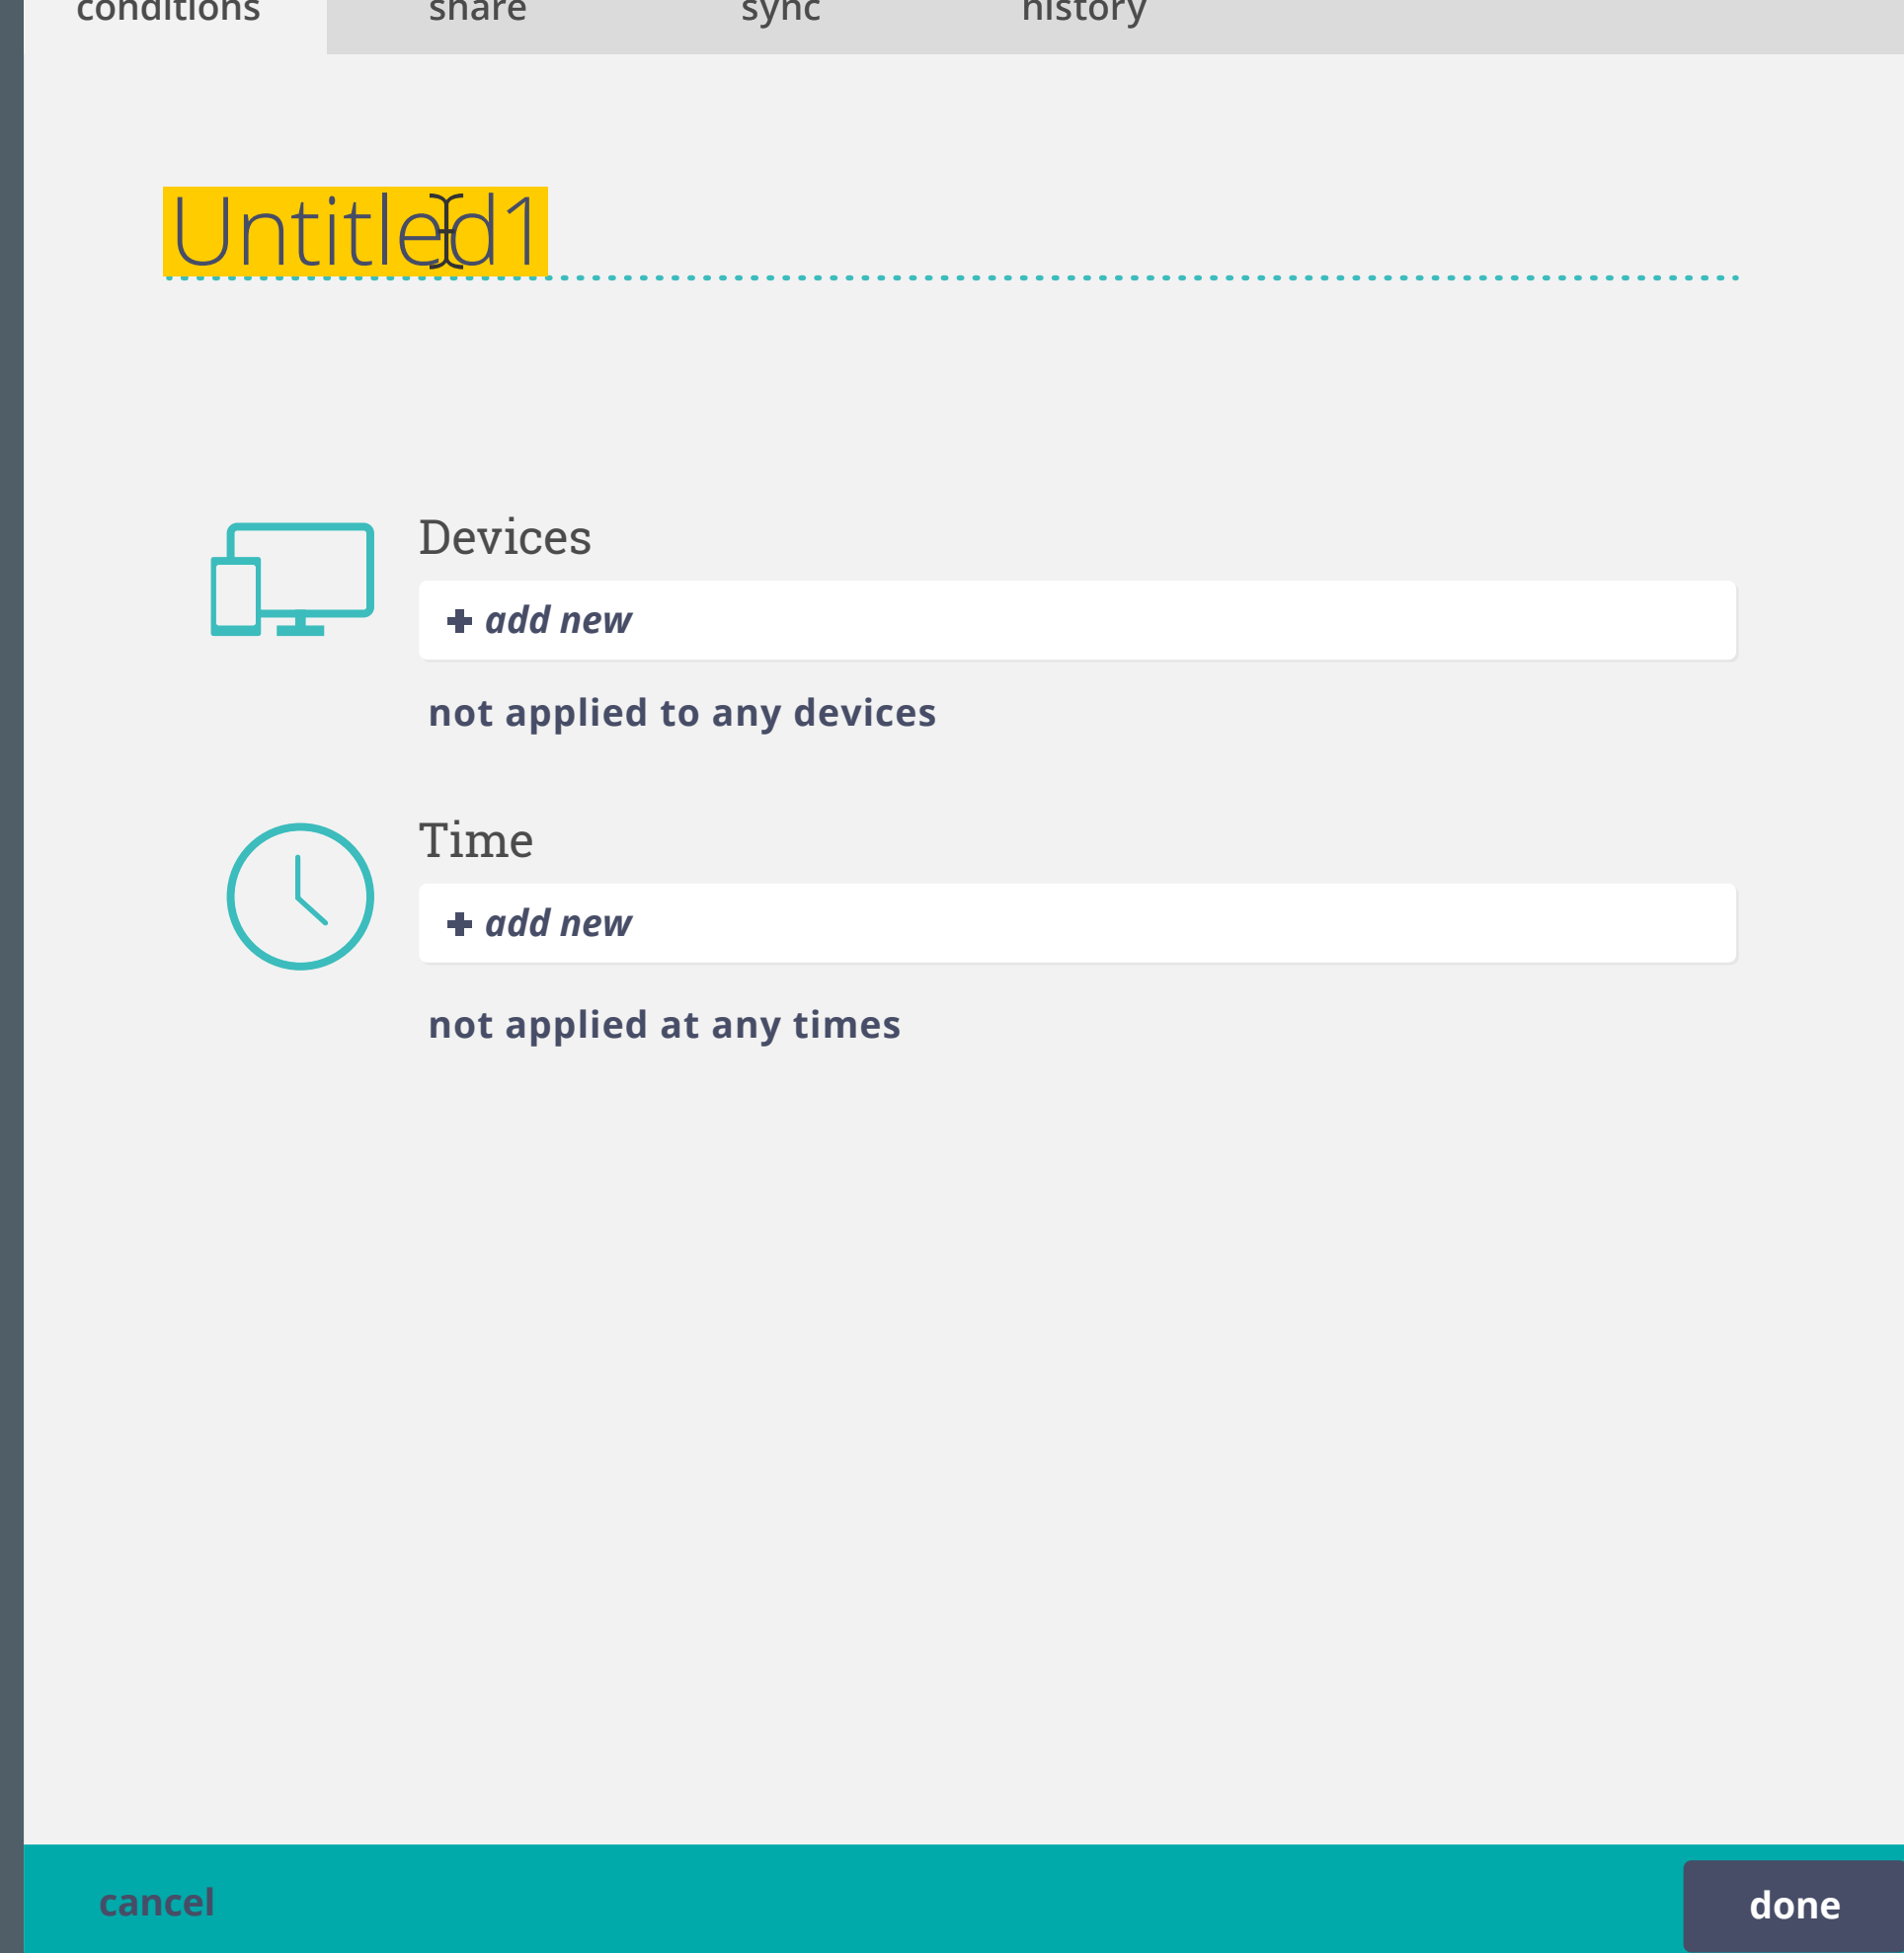 conditions share sync history
Untitled1
Devices
+ add new
not applied to any devices
Time
+ add new
not applied at any times
cancel done